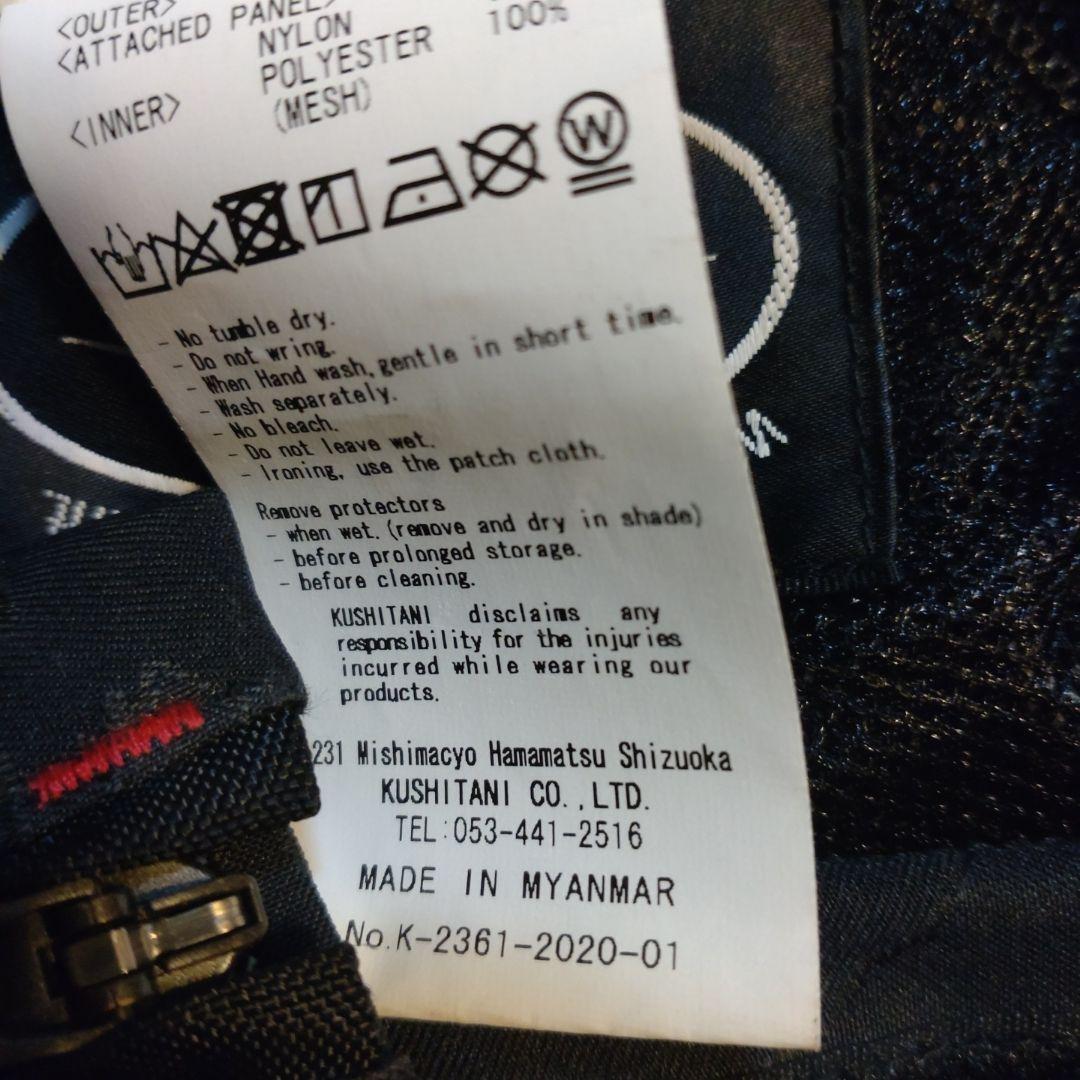 <OUTER>
<ATTACHED PANEL>
NYLON 100%
POLYESTER
<INNER> (MESH)
W
- No tumble dry.
- Do not wring.
- When Hand wash, gentle in short time.
- Wash separately.
- No bleach.
- Do not leave wet.
- Ironing, use the patch cloth.
Remove protectors
- when wet. (remove and dry in shade)
- before prolonged storage.
- before cleaning.
KUSHITANI disclaims any
responsibility for the injuries
incurred while wearing our
products.
231 Mishimacyo Hamamatsu Shizuoka
KUSHITANI CO.,LTD.
TEL:053-441-2516
MADE IN MYANMAR
No.K-2361-2020-01